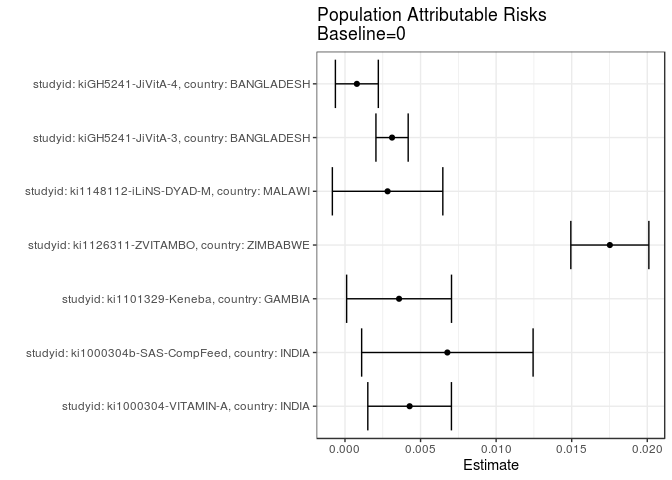 Population Attributable Risks
Baseline=0
studyid: kiGH5241-JiVitA-4, country: BANGLADESH
studyid: kiGH5241-JiVitA-3, country: BANGLADESH
studyid: ki1148112-iLiNS-DYAD-M, country: MALAWI
studyid: ki1126311-ZVITAMBO, country: ZIMBABWE
studyid: ki1101329-Keneba, country: GAMBIA
studyid: ki1000304b-SAS-CompFeed, country: INDIA
studyid: ki1000304-VITAMIN-A, country: INDIA
0.000 0.005 0.010 0.015 0.020
Estimate